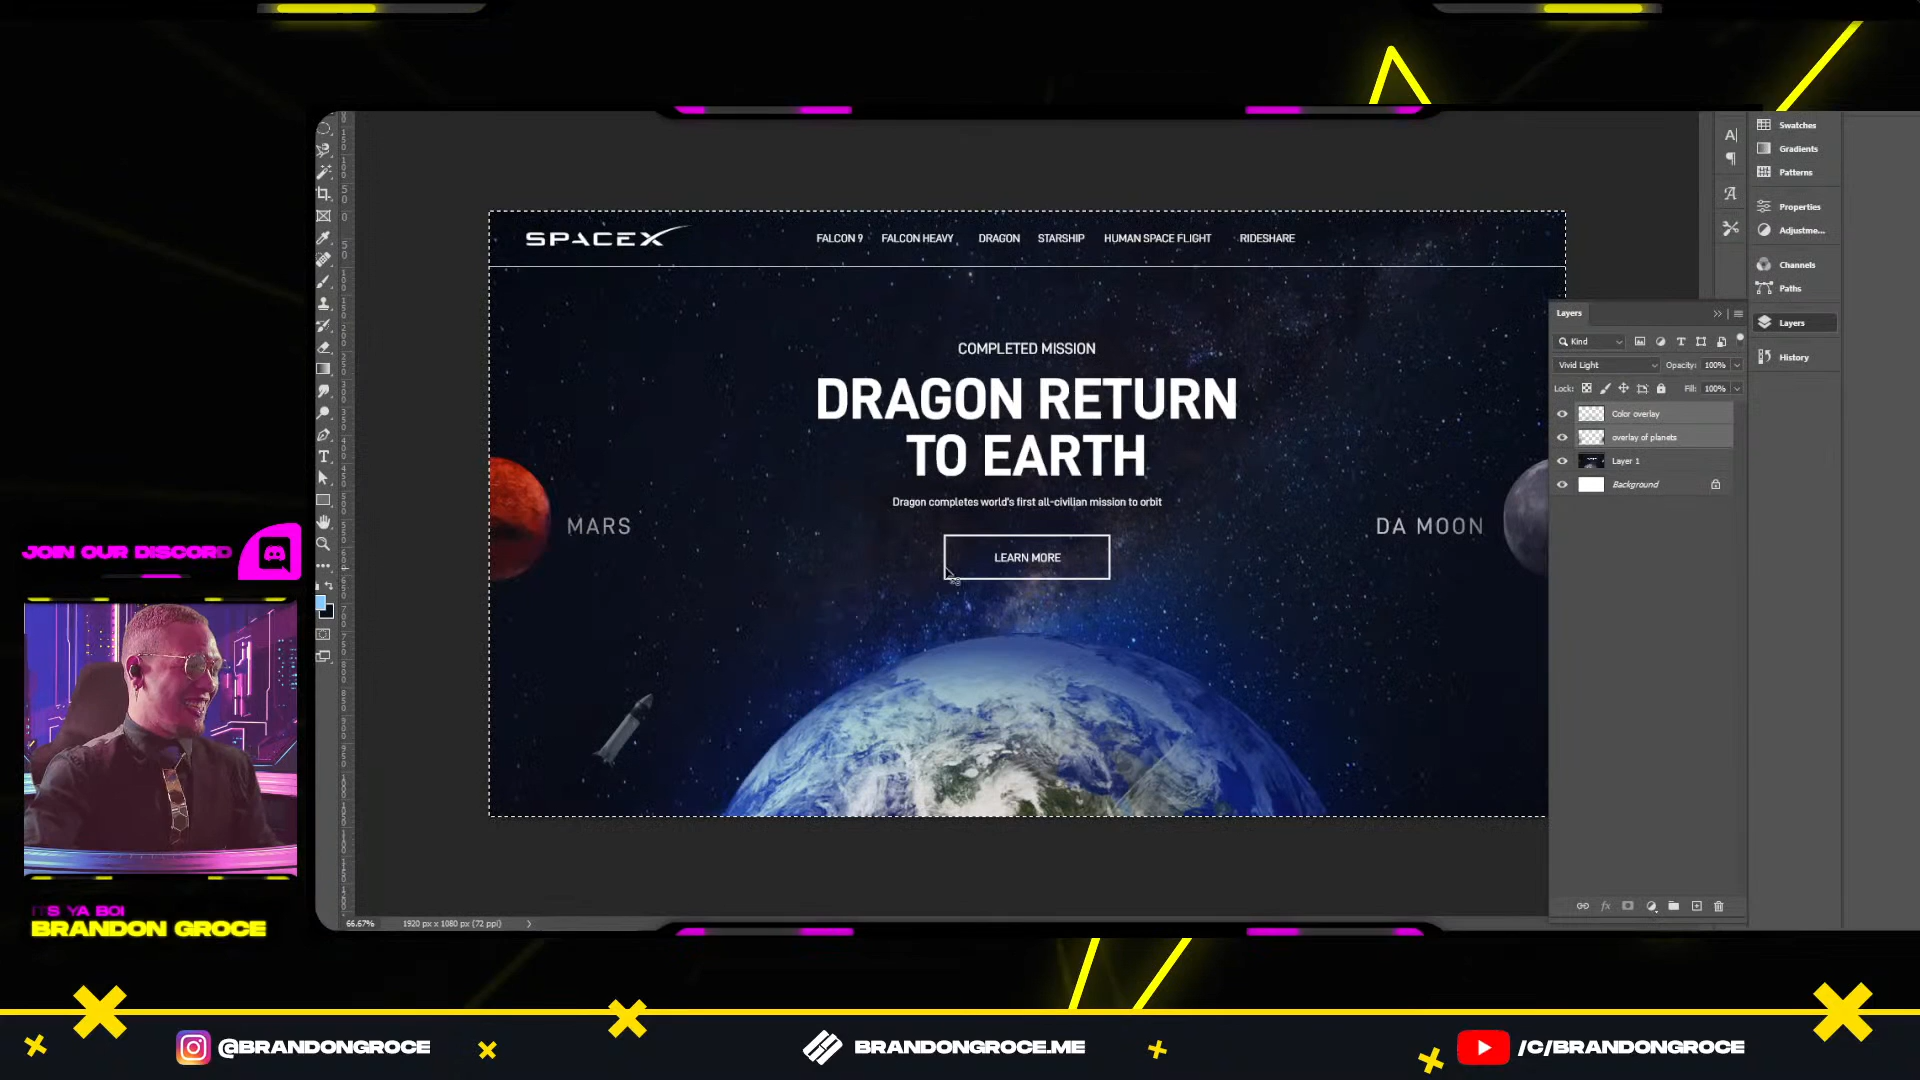 Swatches
Gradients
Patterns
Properties
Adjustme...
Channels
Paths
Layers
History
SPACEX
FALCON 9 FALCON HEAVY DRAGON STARSHIP HUMAN SPACE FLIGHT RIDESHARE
COMPLETED MISSION
DRAGON RETURN
TO EARTH
Dragon completes world's first all-civilian mission to orbit
LEARN MORE
MARS
DA MOON
Layers
Kind
Vivid Light Opacity: 100%
Lock: Fill: 100%
Color overlay
overlay of planets
Layer 1
Background
66.67% 1920 px x 1080 px (72 ppi)
JOIN OUR DISCORD
ITS YA BOI
BRANDON GROCE
@BRANDONGROCE
BRANDONGROCE.ME
/C/BRANDONGROCE